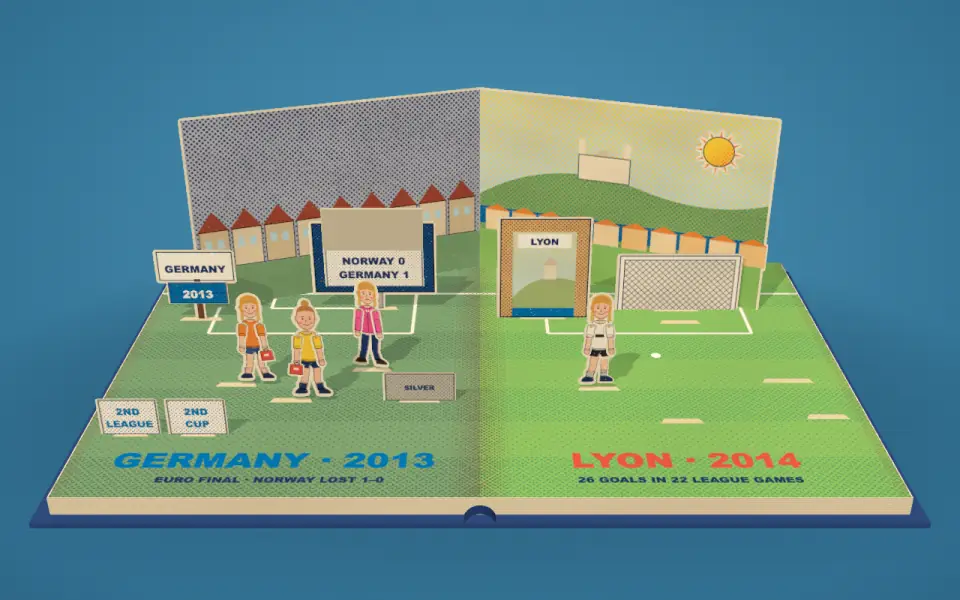 LYON
NORWAY 0
GERMANY 1
GERMANY
2013
SILVER
2ND
LEAGUE
2ND
CUP
GERMANY · 2013
EURO FINAL · NORWAY LOST 1–0
LYON · 2014
26 GOALS IN 22 LEAGUE GAMES